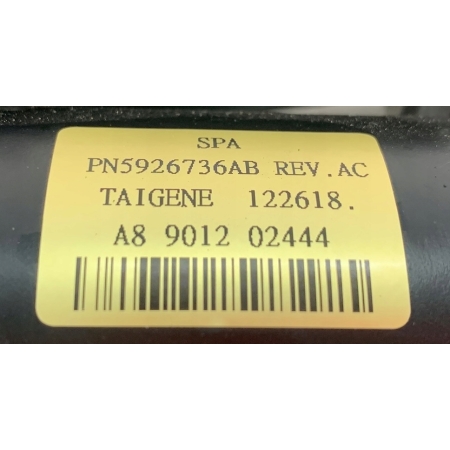 SPA
PN5926736AB REV.AC
TAIGENE 122618.
A8 9012 02444